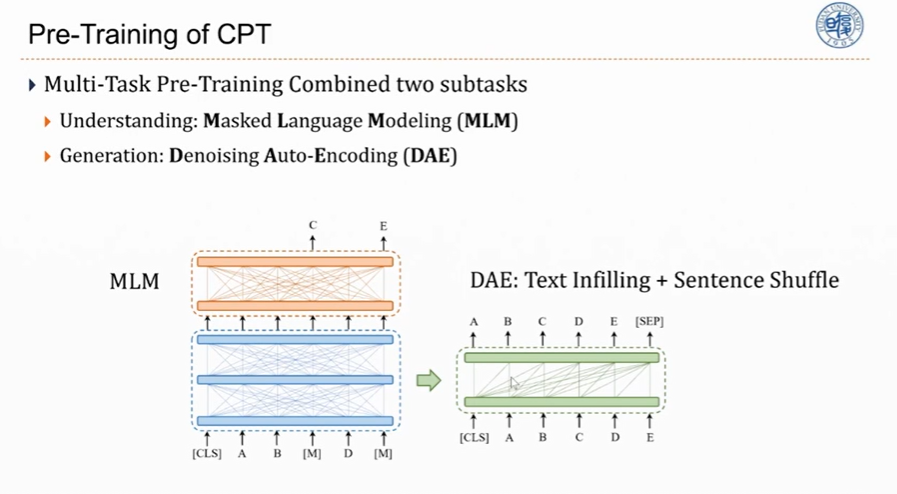 Pre-Training of CPT
Multi-Task Pre-Training Combined two subtasks
Understanding: Masked Language Modeling (MLM)
Generation: Denoising Auto-Encoding (DAE)
C E
MLM
DAE: Text Infilling + Sentence Shuffle
A B C D E [SEP]
[CLS] A B C D E
[CLS] A B [M] D [M]